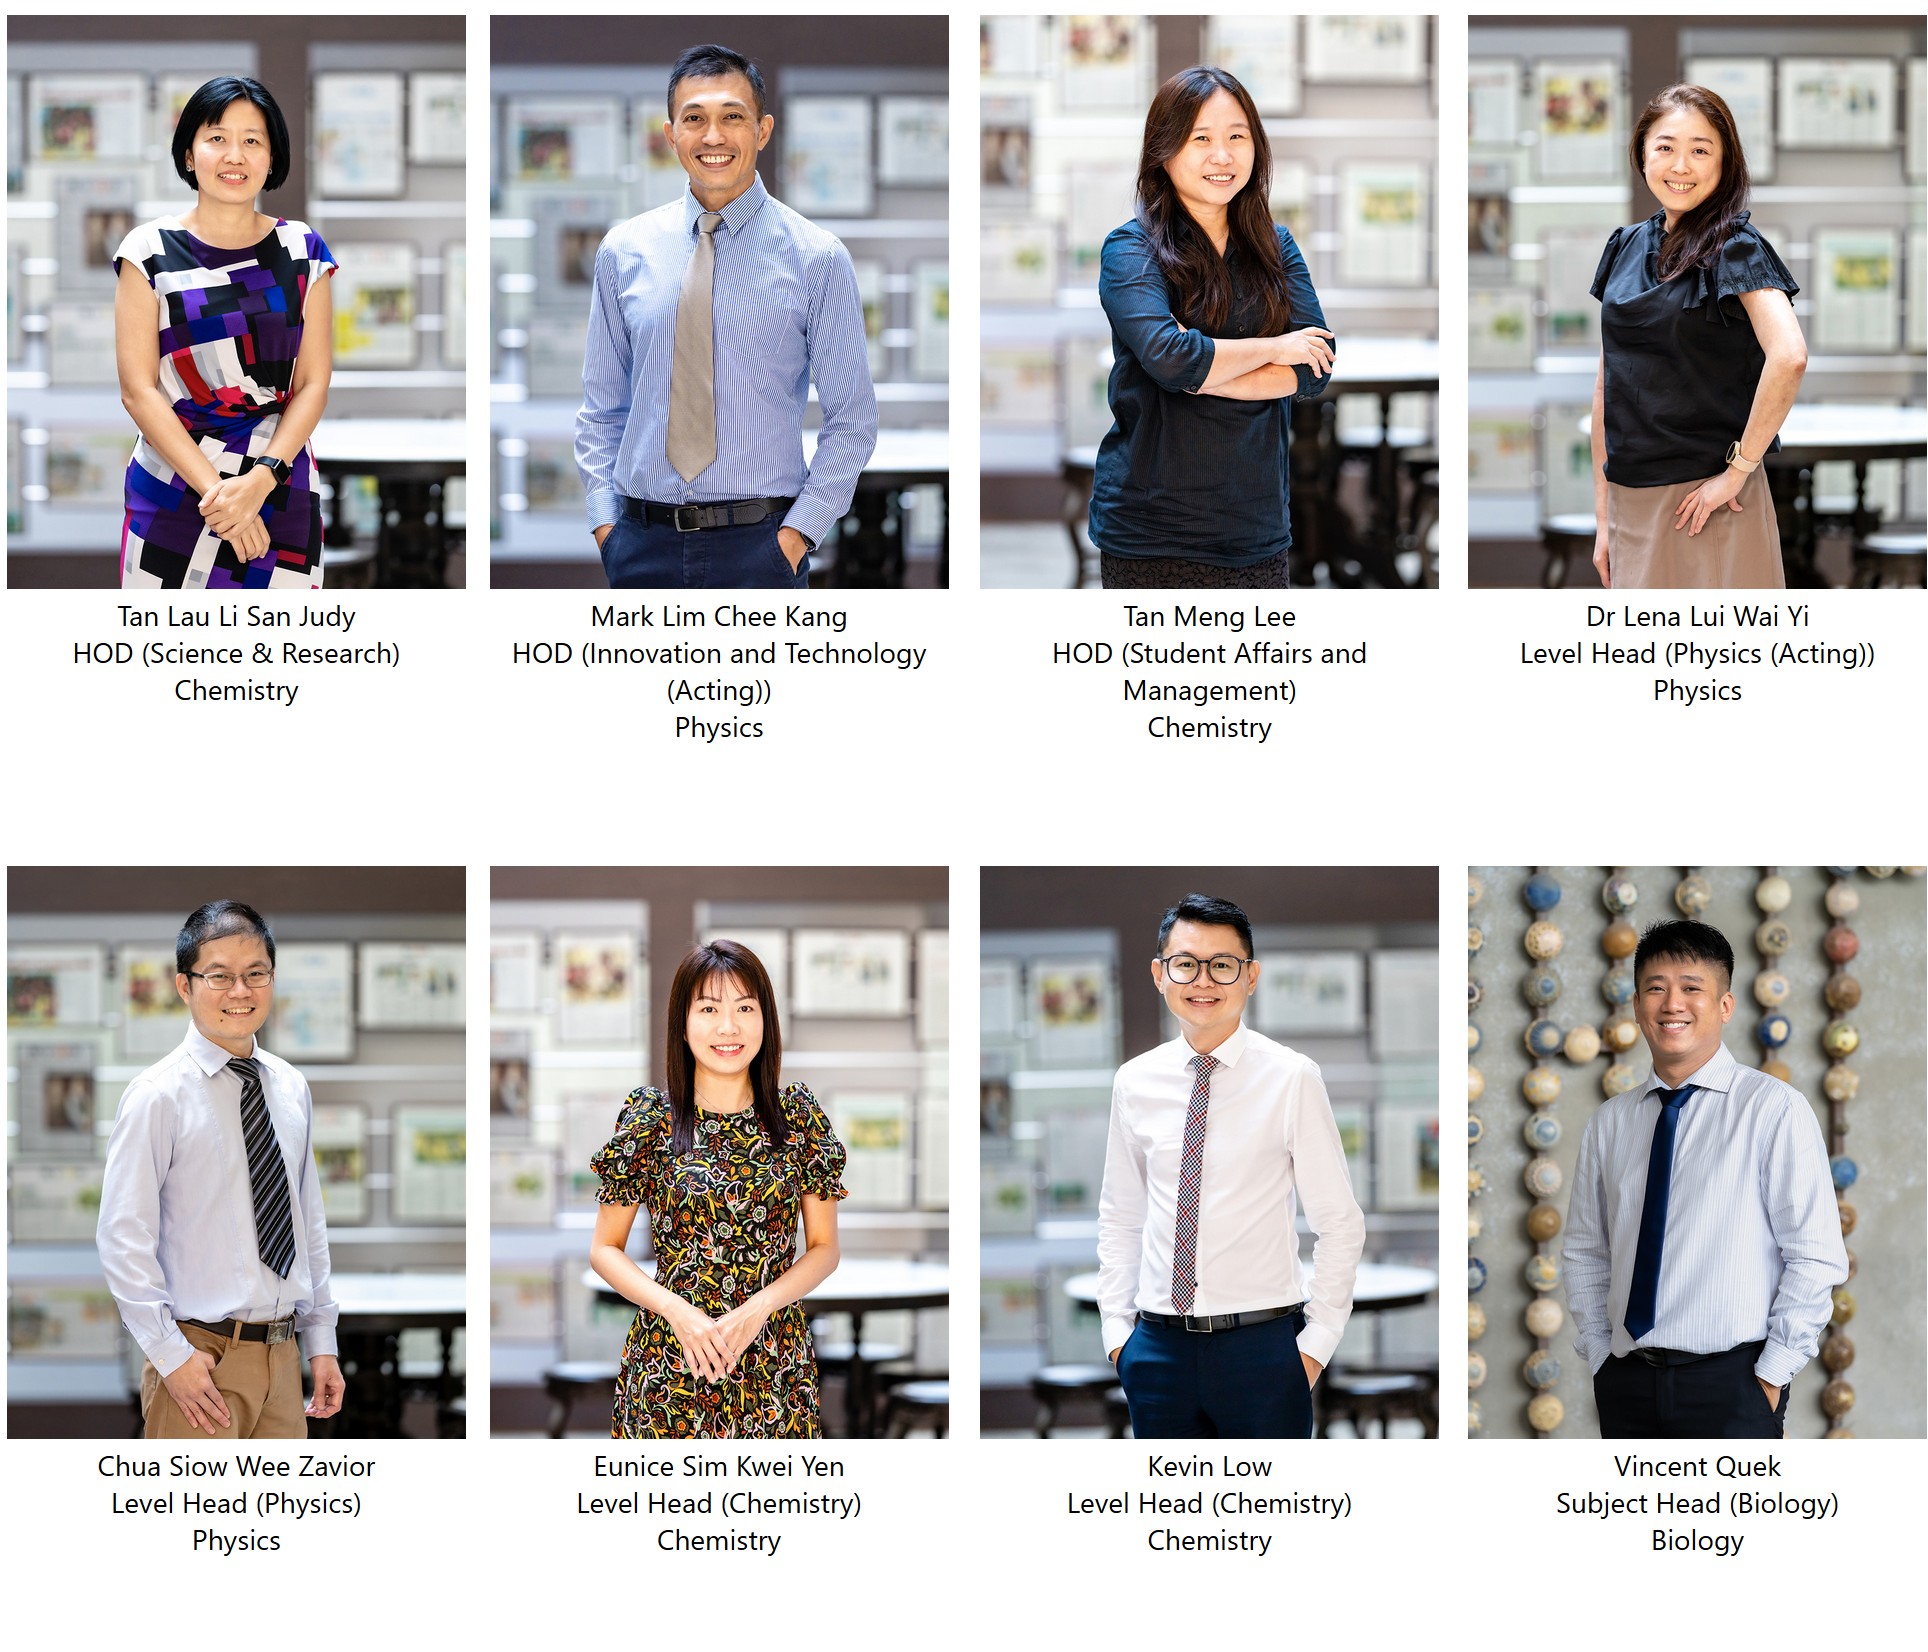 Tan Lau Li San Judy
HOD (Science & Research)
Chemistry
Mark Lim Chee Kang
HOD (Innovation and Technology
(Acting))
Physics
Tan Meng Lee
HOD (Student Affairs and
Management)
Chemistry
Dr Lena Lui Wai Yi
Level Head (Physics (Acting))
Physics
Chua Siow Wee Zavior
Level Head (Physics)
Physics
Eunice Sim Kwei Yen
Level Head (Chemistry)
Chemistry
Kevin Low
Level Head (Chemistry)
Chemistry
Vincent Quek
Subject Head (Biology)
Biology